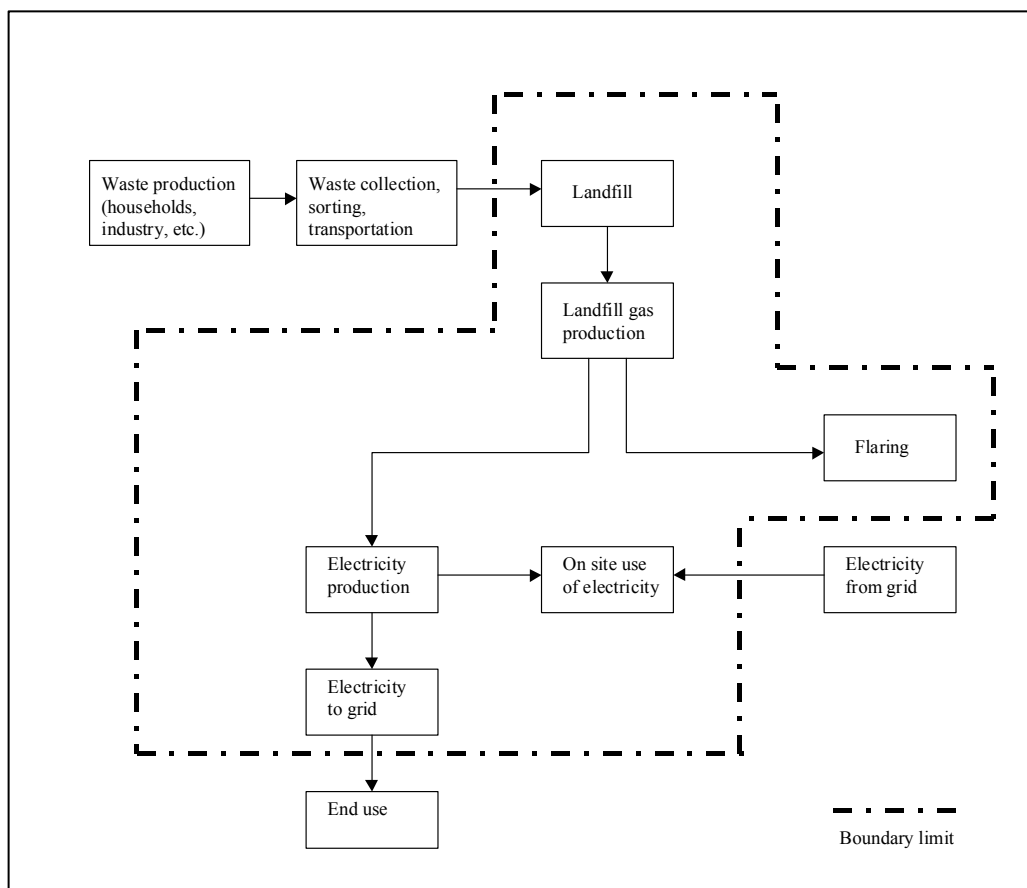 Waste production
(households,
industry, etc.)
Waste collection,
sorting,
transportation
Landfill
Landfill gas
production
Flaring
Electricity
production
On site use
of electricity
Electricity
from grid
Electricity
to grid
End use
Boundary limit